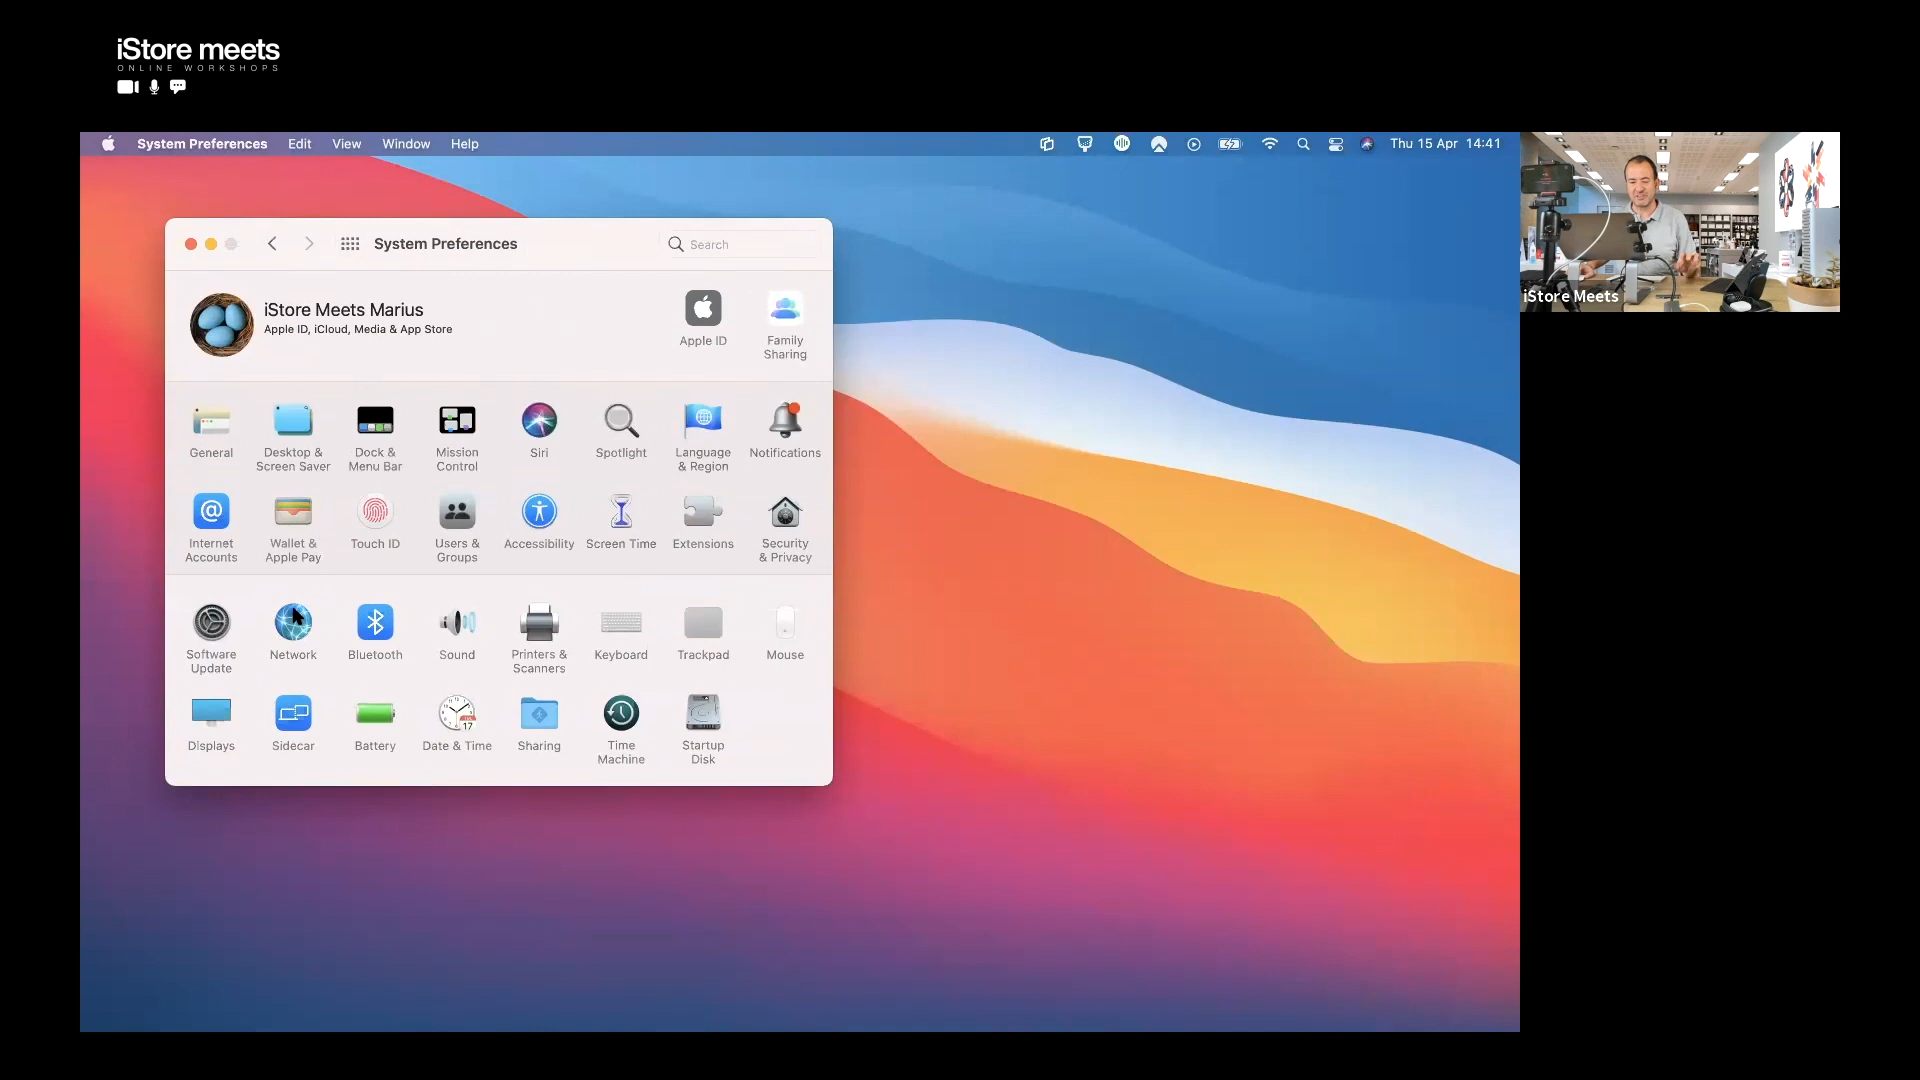 iStore meets
ONLINE WORKSHOPS
System Preferences Edit View Window Help Thu 15 Apr 14:41
System Preferences Search
iStore Meets Marius
Apple ID, iCloud, Media & App Store
Apple ID
Family
Sharing
General
Desktop &
Screen Saver
Dock &
Menu Bar
Mission
Control
Siri
Spotlight
Language
& Region
Notifications
Internet
Accounts
Wallet &
Apple Pay
Touch ID
Users &
Groups
Accessibility
Screen Time
Extensions
Security
& Privacy
Software
Update
Network
Bluetooth
Sound
Printers &
Scanners
Keyboard
Trackpad
Mouse
Displays
Sidecar
Battery
17
Date & Time
Sharing
Time
Machine
Startup
Disk
iStore Meets